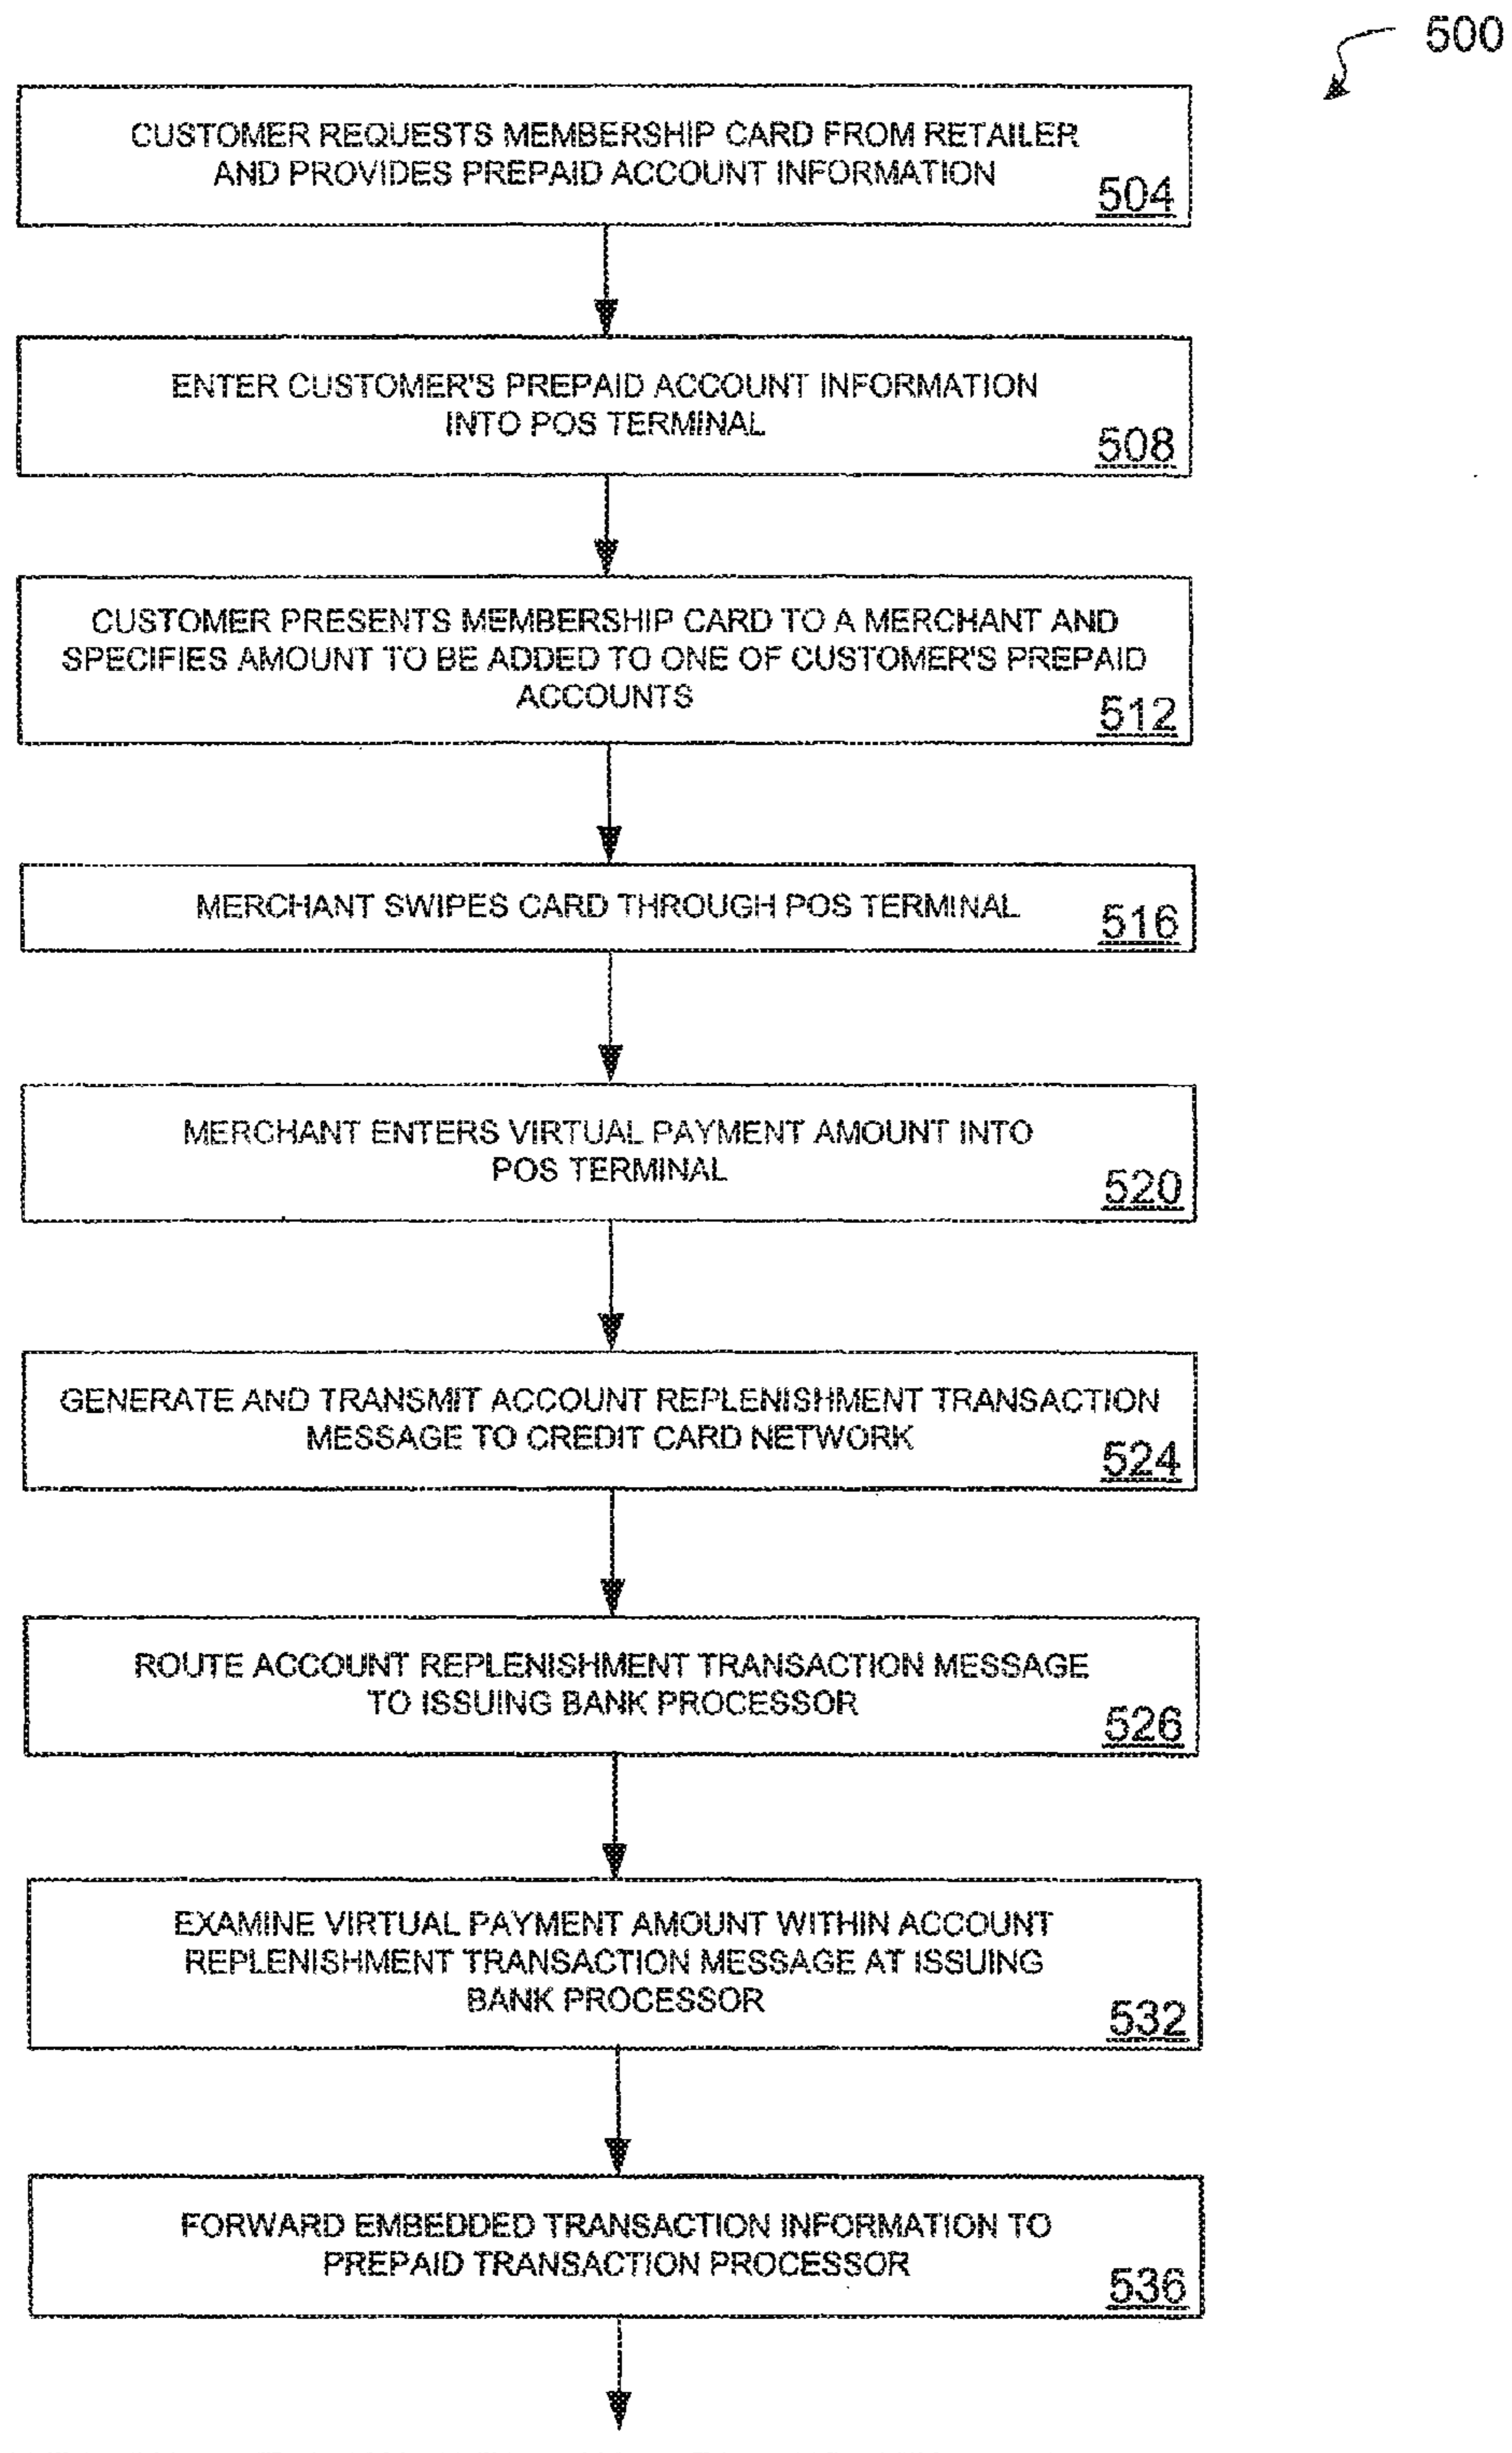 500
CUSTOMER REQUESTS MEMBERSHIP CARD FROM RETAILER
AND PROVIDES PREPAID ACCOUNT INFORMATION
504
ENTER CUSTOMER'S PREPAID ACCOUNT INFORMATION
INTO POS TERMINAL
508
CUSTOMER PRESENTS MEMBERSHIP CARD TO A MERCHANT AND
SPECIFIES AMOUNT TO BE ADDED TO ONE OF CUSTOMER'S PREPAID
ACCOUNTS
512
MERCHANT SWIPES CARD THROUGH POS TERMINAL
516
MERCHANT ENTERS VIRTUAL PAYMENT AMOUNT INTO
POS TERMINAL
520
GENERATE AND TRANSMIT ACCOUNT REPLENISHMENT TRANSACTION
MESSAGE TO CREDIT CARD NETWORK
524
ROUTE ACCOUNT REPLENISHMENT TRANSACTION MESSAGE
TO ISSUING BANK PROCESSOR
526
EXAMINE VIRTUAL PAYMENT AMOUNT WITHIN ACCOUNT
REPLENISHMENT TRANSACTION MESSAGE AT ISSUING
BANK PROCESSOR
532
FORWARD EMBEDDED TRANSACTION INFORMATION TO
PREPAID TRANSACTION PROCESSOR
536